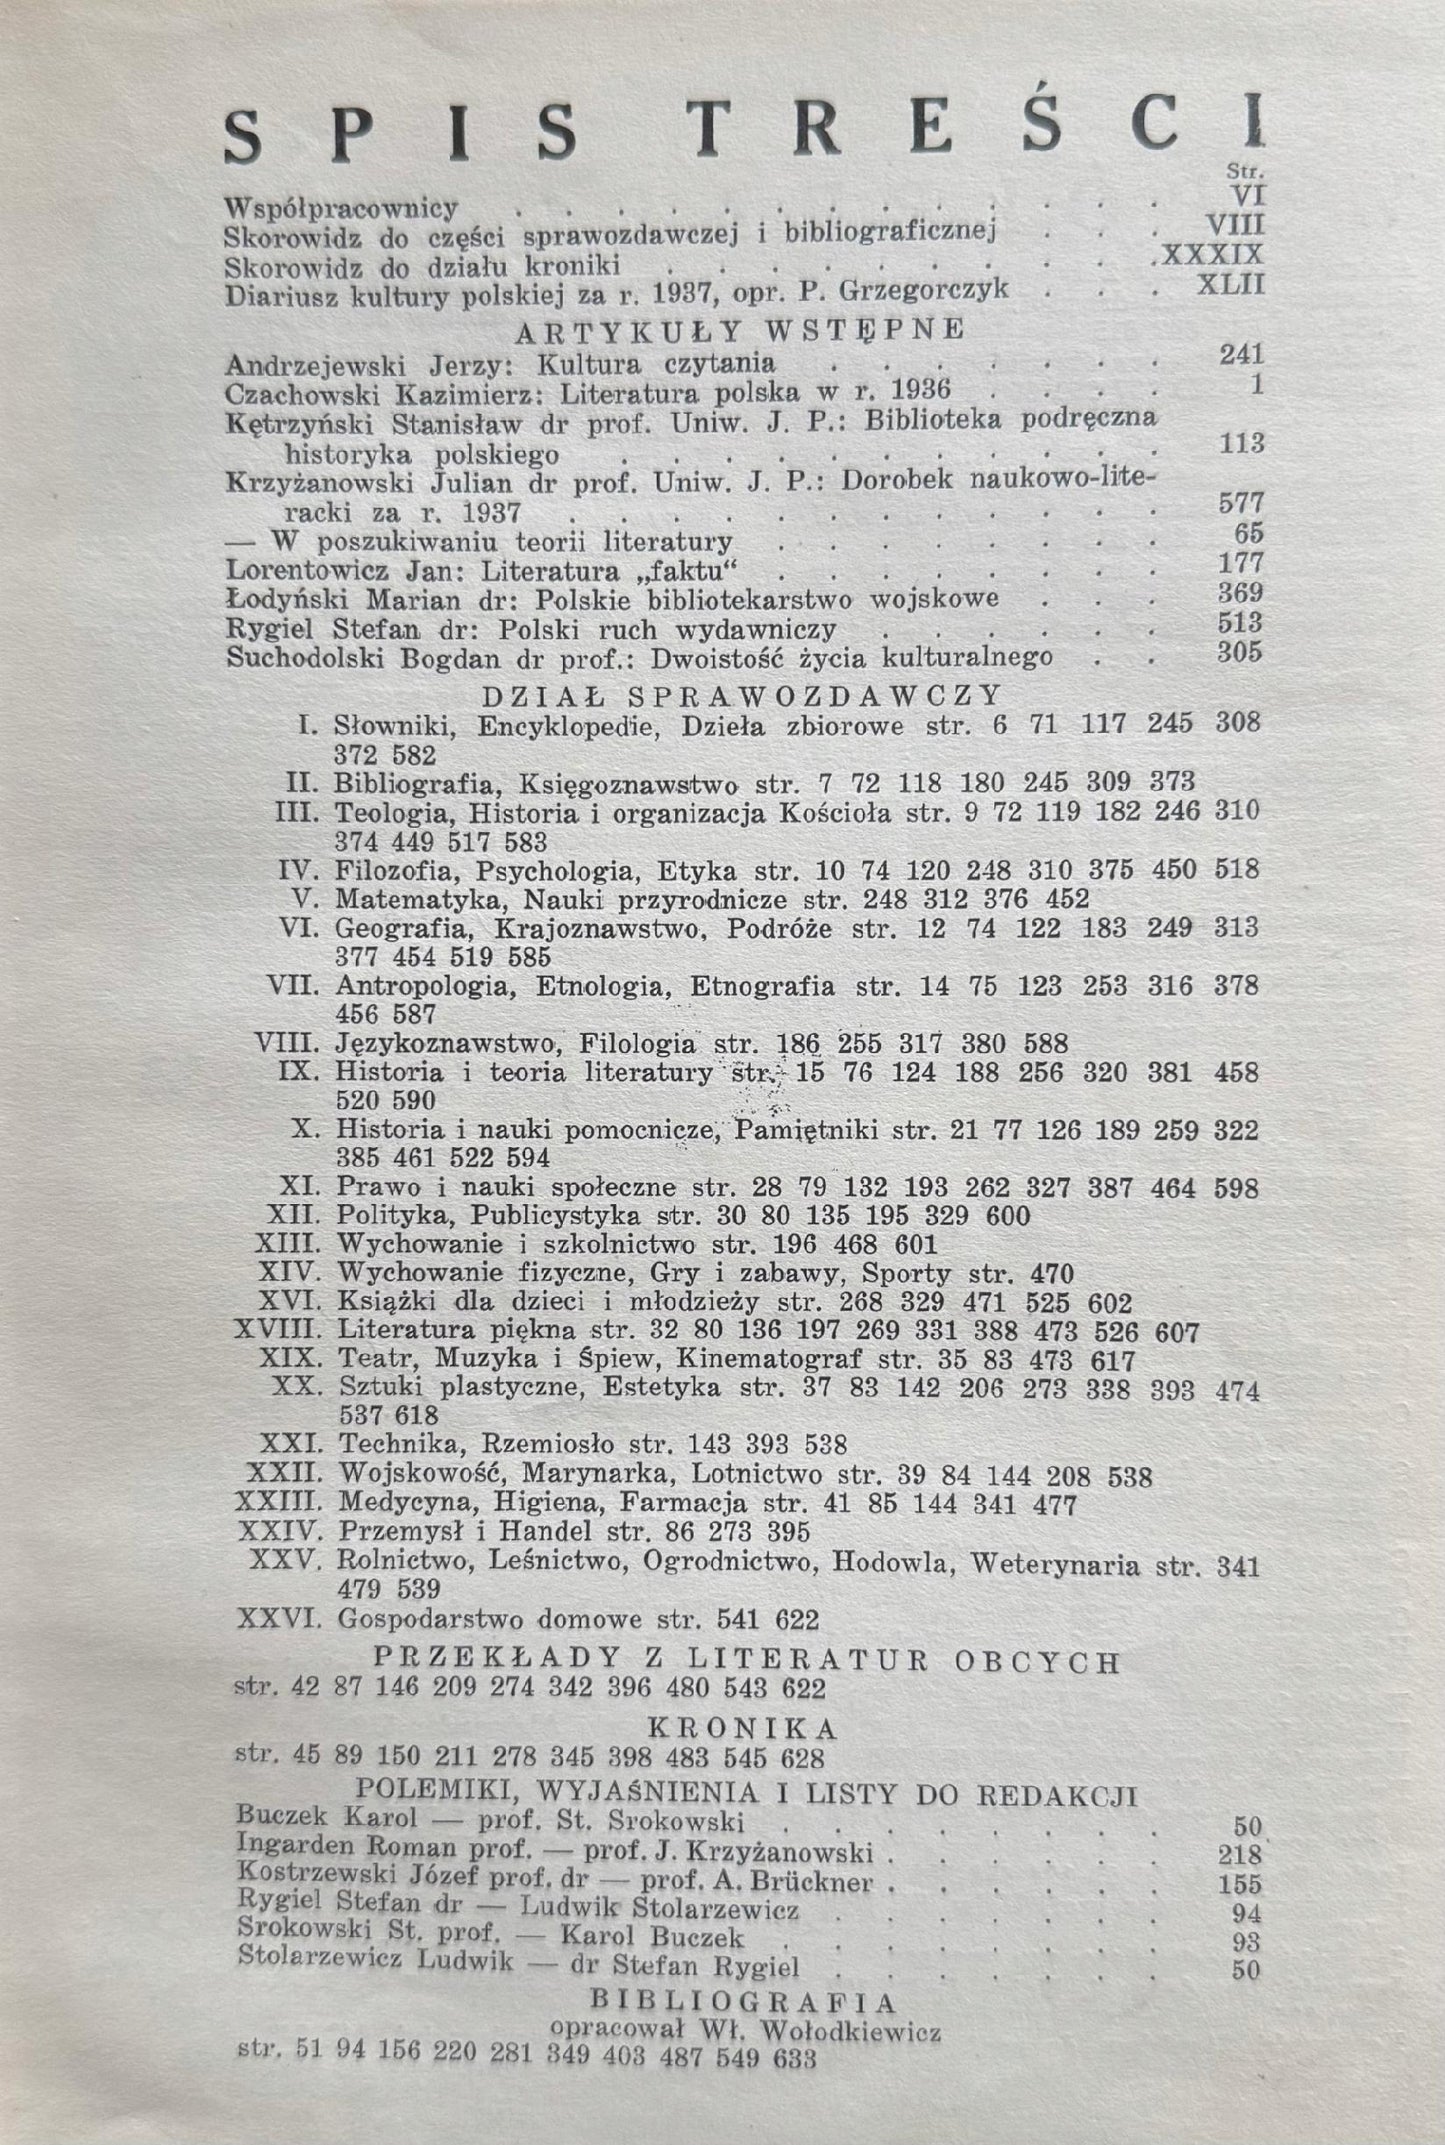 SPIS TREŚCI
Str.
Współpracownicy . . . . . . . . . . . . . VI
Skorowidz do części sprawozdawczej i bibliograficznej . . . VIII
Skorowidz do działu kroniki . . . . . . . . . . XXXIX
Diariusz kultury polskiej za r. 1937, opr. P. Grzegorczyk . . . XLII
ARTYKUŁY WSTĘPNE
Andrzejewski Jerzy: Kultura czytania . . . . . . . 241
Czachowski Kazimierz: Literatura polska w r. 1936 . . . . 1
Kętrzyński Stanisław dr prof. Uniw. J. P.: Biblioteka podręczna
historyka polskiego . . . . . . . . . . . 113
Krzyżanowski Julian dr prof. Uniw. J. P.: Dorobek naukowo-lite-
racki za r. 1937 . . . . . . . . . . . . 577
— W poszukiwaniu teorii literatury . . . . . . . . 65
Lorentowicz Jan: Literatura „faktu“ . . . . . . . . 177
Łodyński Marian dr: Polskie bibliotekarstwo wojskowe . . . 369
Rygiel Stefan dr: Polski ruch wydawniczy . . . . . . 513
Suchodolski Bogdan dr prof.: Dwoistość życia kulturalnego . . 305
DZIAŁ SPRAWOZDAWCZY
I. Słowniki, Encyklopedie, Dzieła zbiorowe str. 6 71 117 245 308
372 582
II. Bibliografia, Księgoznawstwo str. 7 72 118 180 245 309 373
III. Teologia, Historia i organizacja Kościoła str. 9 72 119 182 246 310
374 449 517 583
IV. Filozofia, Psychologia, Etyka str. 10 74 120 248 310 375 450 518
V. Matematyka, Nauki przyrodnicze str. 248 312 376 452
VI. Geografia, Krajoznawstwo, Podróże str. 12 74 122 183 249 313
377 454 519 585
VII. Antropologia, Etnologia, Etnografia str. 14 75 123 253 316 378
456 587
VIII. Językoznawstwo, Filologia str. 186 255 317 380 588
IX. Historia i teoria literatury str. 15 76 124 188 256 320 381 458
520 590
X. Historia i nauki pomocnicze, Pamiętniki str. 21 77 126 189 259 322
385 461 522 594
XI. Prawo i nauki społeczne str. 28 79 132 193 262 327 387 464 598
XII. Polityka, Publicystyka str. 30 80 135 195 329 600
XIII. Wychowanie i szkolnictwo str. 196 468 601
XIV. Wychowanie fizyczne, Gry i zabawy, Sporty str. 470
XVI. Książki dla dzieci i młodzieży str. 268 329 471 525 602
XVIII. Literatura piękna str. 32 80 136 197 269 331 388 473 526 607
XIX. Teatr, Muzyka i Śpiew, Kinematograf str. 35 83 473 617
XX. Sztuki plastyczne, Estetyka str. 37 83 142 206 273 338 393 474
537 618
XXI. Technika, Rzemiosło str. 143 393 538
XXII. Wojskowość, Marynarka, Lotnictwo str. 39 84 144 208 538
XXIII. Medycyna, Higiena, Farmacja str. 41 85 144 341 477
XXIV. Przemysł i Handel str. 86 273 395
XXV. Rolnictwo, Leśnictwo, Ogrodnictwo, Hodowla, Weterynaria str. 341
479 539
XXVI. Gospodarstwo domowe str. 541 622
PRZEKŁADY Z LITERATUR OBCYCH
str. 42 87 146 209 274 342 396 480 543 622
KRONIKA
str. 45 89 150 211 278 345 398 483 545 628
POLEMIKI, WYJAŚNIENIA I LISTY DO REDAKCJI
Buczek Karol — prof. St. Srokowski . . . . . . . . 50
Ingarden Roman prof. — prof. J. Krzyżanowski . . . . . . 218
Kostrzewski Józef prof. dr — prof. A. Brückner . . . . . . 155
Rygiel Stefan dr — Ludwik Stolarzewicz . . . . . . . 94
Srokowski St. prof. — Karol Buczek . . . . . . . . 93
Stolarzewicz Ludwik — dr Stefan Rygiel . . . . . . . 50
BIBLIOGRAFIA
opracował Wł. Wołodkiewicz
str. 51 94 156 220 281 349 403 487 549 633